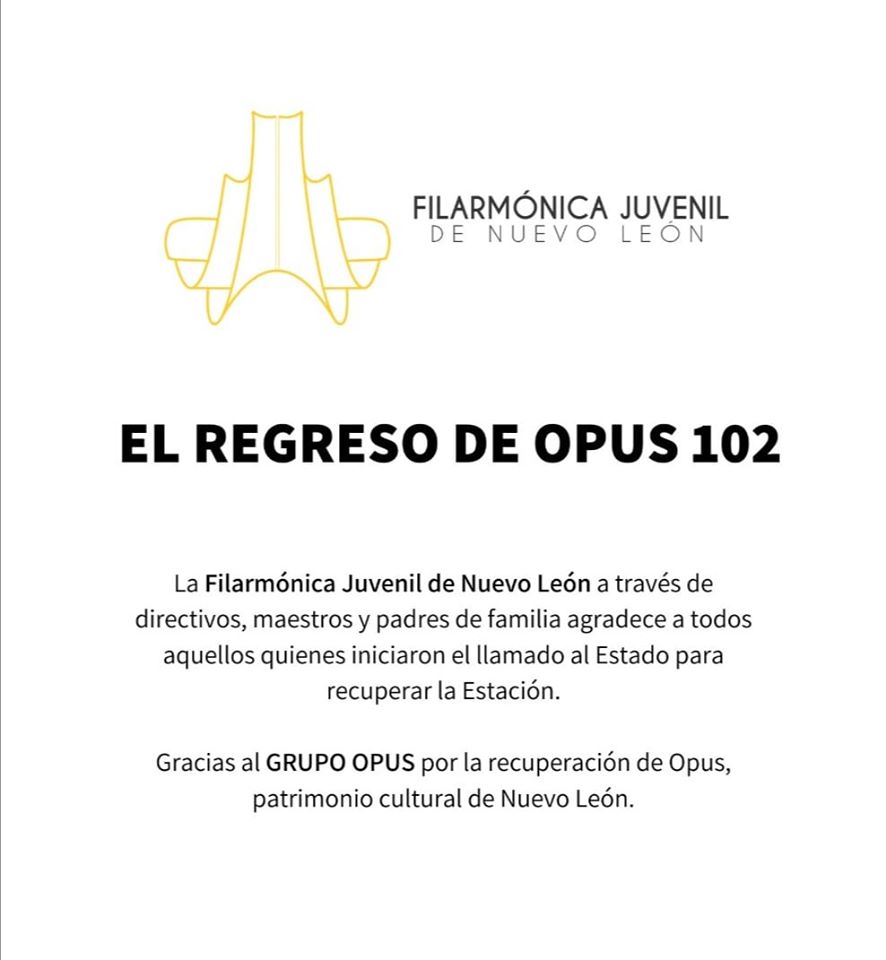 FILARMÓNICA JUVENIL
DE NUEVO LEÓN
EL REGRESO DE OPUS 102
La Filarmónica Juvenil de Nuevo León a través de
directivos, maestros y padres de familia agradece a todos
aquellos quienes iniciaron el llamado al Estado para
recuperar la Estación.
Gracias al GRUPO OPUS por la recuperación de Opus,
patrimonio cultural de Nuevo León.